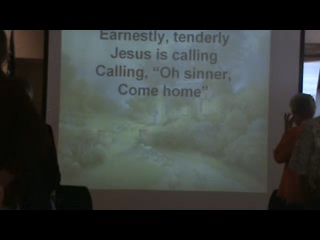 Earnestly, tenderly
Jesus is calling
Calling, “Oh sinner,
Come home”